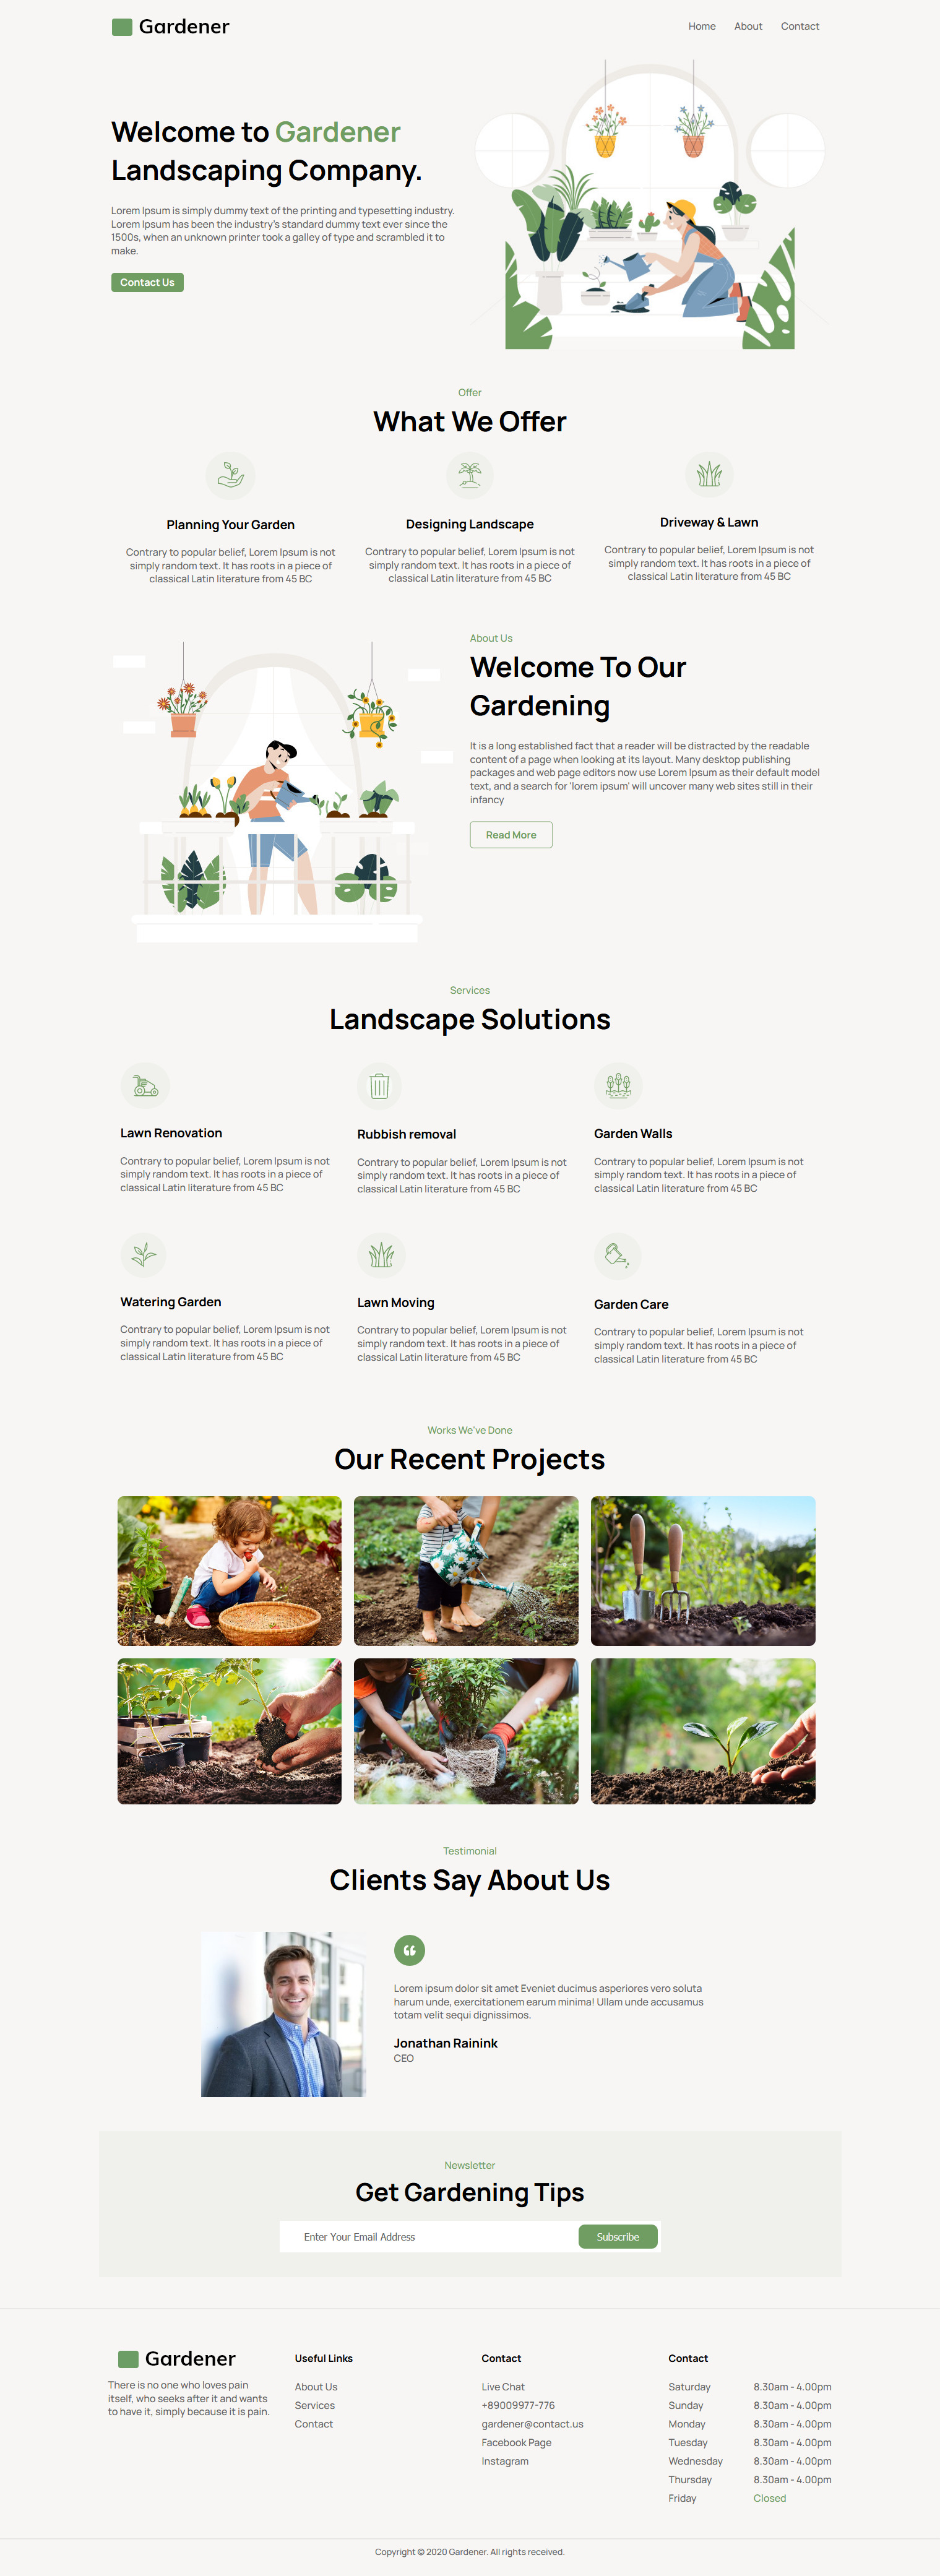 Gardener
Home About Contact
Welcome to Gardener
Landscaping Company.
Lorem Ipsum is simply dummy text of the printing and typesetting industry.
Lorem Ipsum has been the industry's standard dummy text ever since the
1500s, when an unknown printer took a galley of type and scrambled it to
make.
Contact Us
Offer
What We Offer
Planning Your Garden
Contrary to popular belief, Lorem Ipsum is not
simply random text. It has roots in a piece of
classical Latin literature from 45 BC
Designing Landscape
Contrary to popular belief, Lorem Ipsum is not
simply random text. It has roots in a piece of
classical Latin literature from 45 BC
Driveway & Lawn
Contrary to popular belief, Lorem Ipsum is not
simply random text. It has roots in a piece of
classical Latin literature from 45 BC
About Us
Welcome To Our
Gardening
It is a long established fact that a reader will be distracted by the readable
content of a page when looking at its layout. Many desktop publishing
packages and web page editors now use Lorem Ipsum as their default model
text, and a search for 'lorem ipsum' will uncover many web sites still in their
infancy
Read More
Services
Landscape Solutions
Lawn Renovation
Contrary to popular belief, Lorem Ipsum is not
simply random text. It has roots in a piece of
classical Latin literature from 45 BC
Rubbish removal
Contrary to popular belief, Lorem Ipsum is not
simply random text. It has roots in a piece of
classical Latin literature from 45 BC
Garden Walls
Contrary to popular belief, Lorem Ipsum is not
simply random text. It has roots in a piece of
classical Latin literature from 45 BC
Watering Garden
Contrary to popular belief, Lorem Ipsum is not
simply random text. It has roots in a piece of
classical Latin literature from 45 BC
Lawn Moving
Contrary to popular belief, Lorem Ipsum is not
simply random text. It has roots in a piece of
classical Latin literature from 45 BC
Garden Care
Contrary to popular belief, Lorem Ipsum is not
simply random text. It has roots in a piece of
classical Latin literature from 45 BC
Works We've Done
Our Recent Projects
Testimonial
Clients Say About Us
Lorem ipsum dolor sit amet Eveniet ducimus asperiores vero soluta
harum unde, exercitationem earum minima! Ullam unde accusamus
totam velit sequi dignissimos.
Jonathan Rainink
CEO
Newsletter
Get Gardening Tips
Enter Your Email Address
Subscribe
Gardener
There is no one who loves pain
itself, who seeks after it and wants
to have it, simply because it is pain.
Useful Links
About Us
Services
Contact
Contact
Live Chat
+89009977-776
gardener@contact.us
Facebook Page
Instagram
Contact
Saturday 8.30am - 4.00pm
Sunday 8.30am - 4.00pm
Monday 8.30am - 4.00pm
Tuesday 8.30am - 4.00pm
Wednesday 8.30am - 4.00pm
Thursday 8.30am - 4.00pm
Friday Closed
Copyright © 2020 Gardener. All rights received.